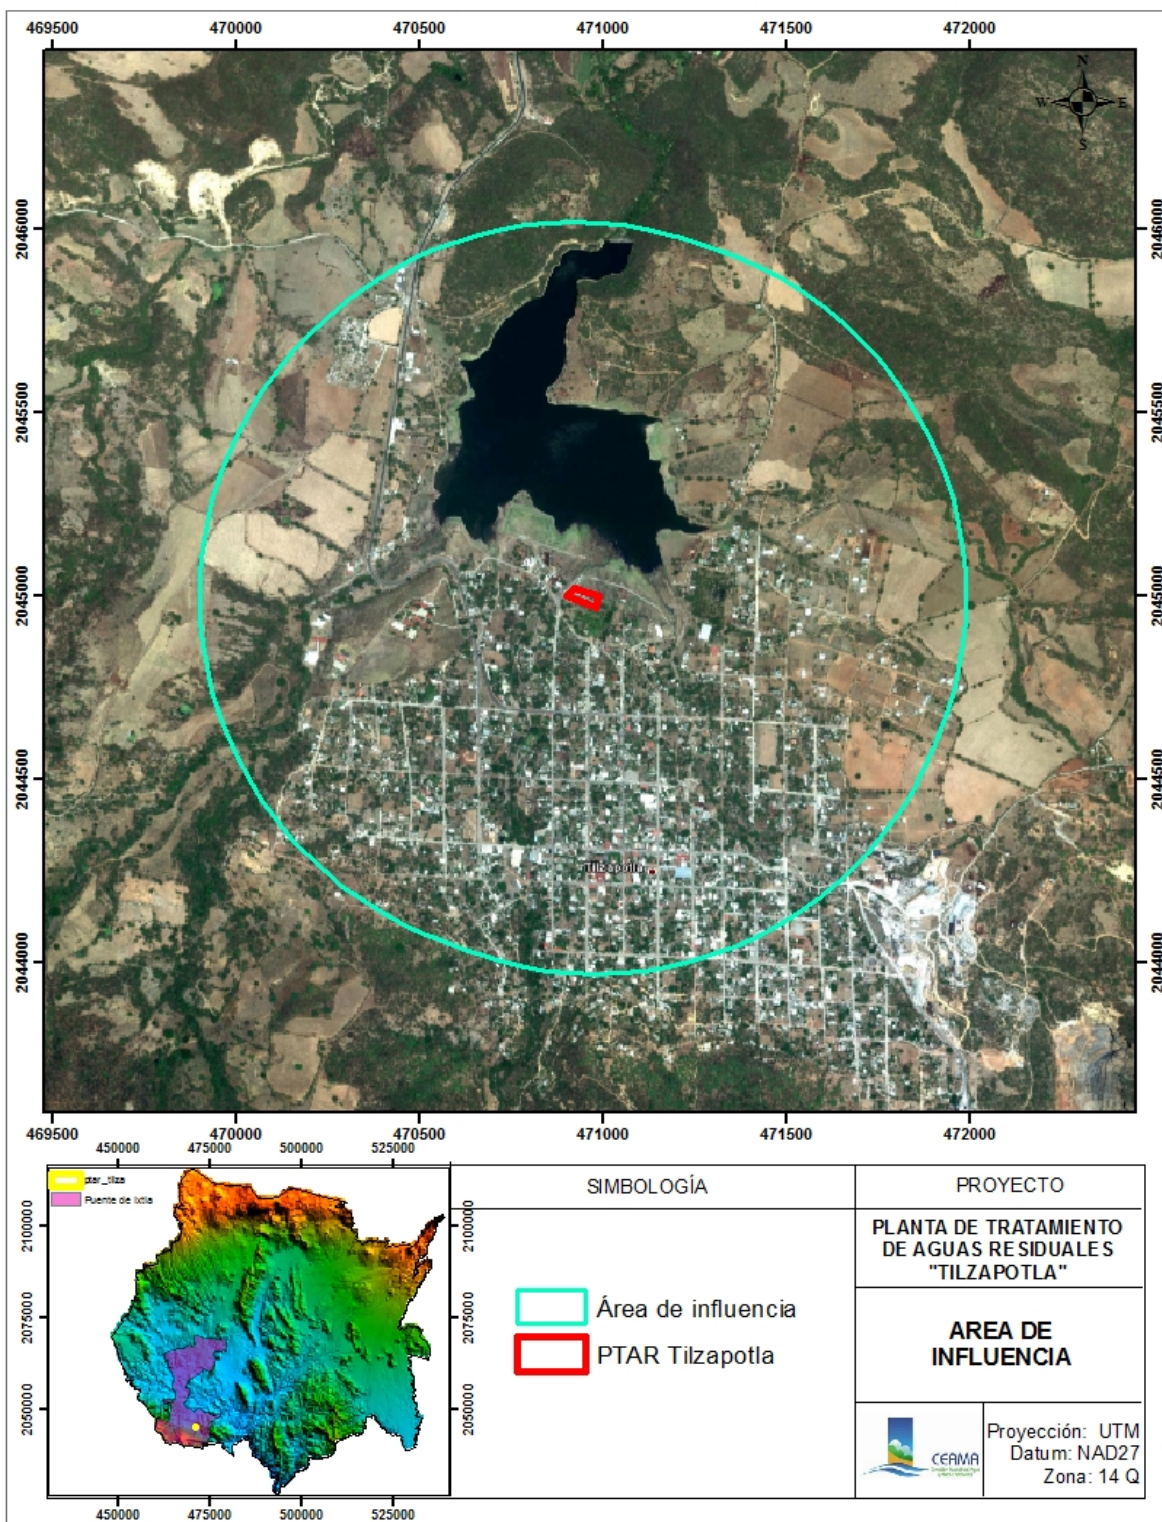 469500 470000 470500 471000 471500 472000
N
W E
S
2046000 2046000
2045500 2045500
2045000 2045000
2044500 2044500
Tilzapotla
2044000 2044000
469500 470000 470500 471000 471500 472000
450000 475000 500000 525000
ptar_tilza
Puente de Ixtla
2100000 2100000
2075000 2075000
2050000 2050000
450000 475000 500000 525000
SIMBOLOGÍA
Área de influencia
PTAR Tilzapotla
PROYECTO
PLANTA DE TRATAMIENTO
DE AGUAS RESIDUALES
"TILZAPOTLA"
AREA DE
INFLUENCIA
CEAMA
Proyección: UTM
Datum: NAD27
Zona: 14 Q